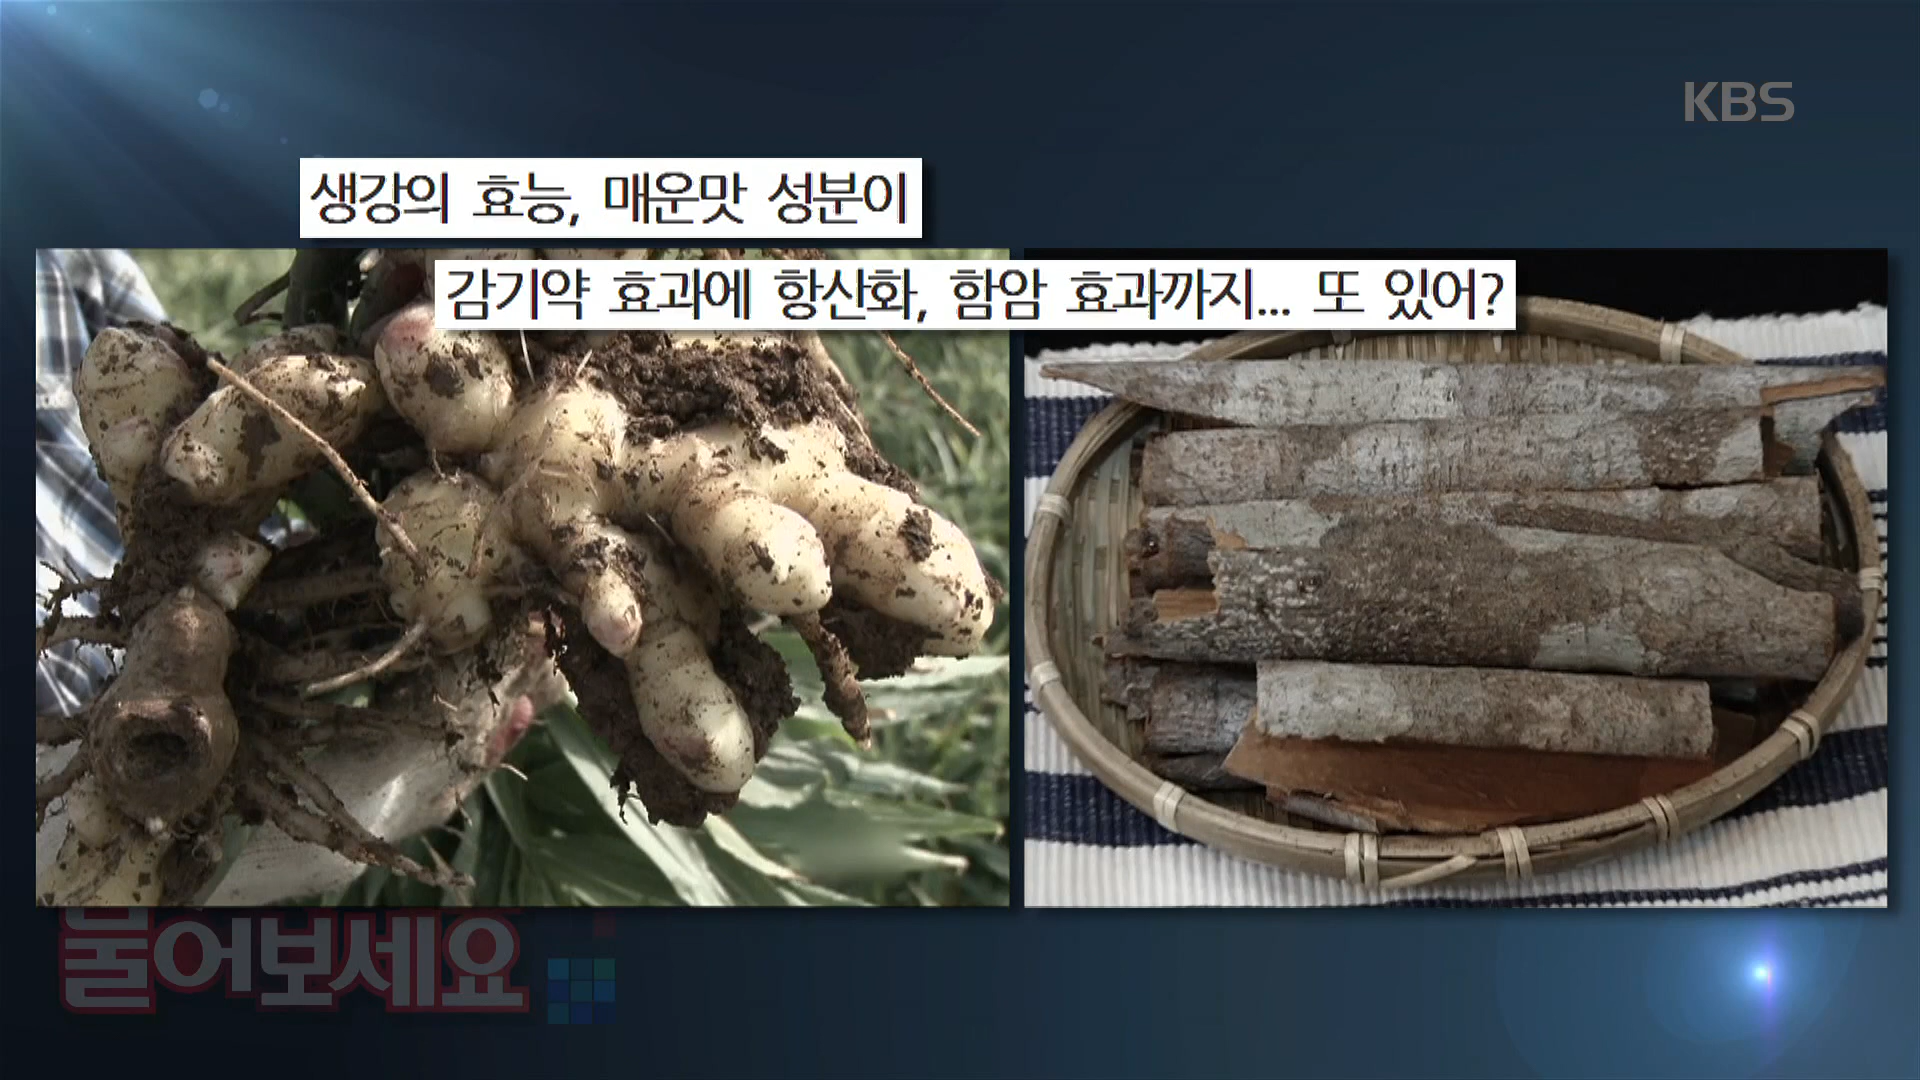 KBS
생강의 효능, 매운맛 성분이
감기약 효과에 항산화, 함암 효과까지... 또 있어?
물어보세요